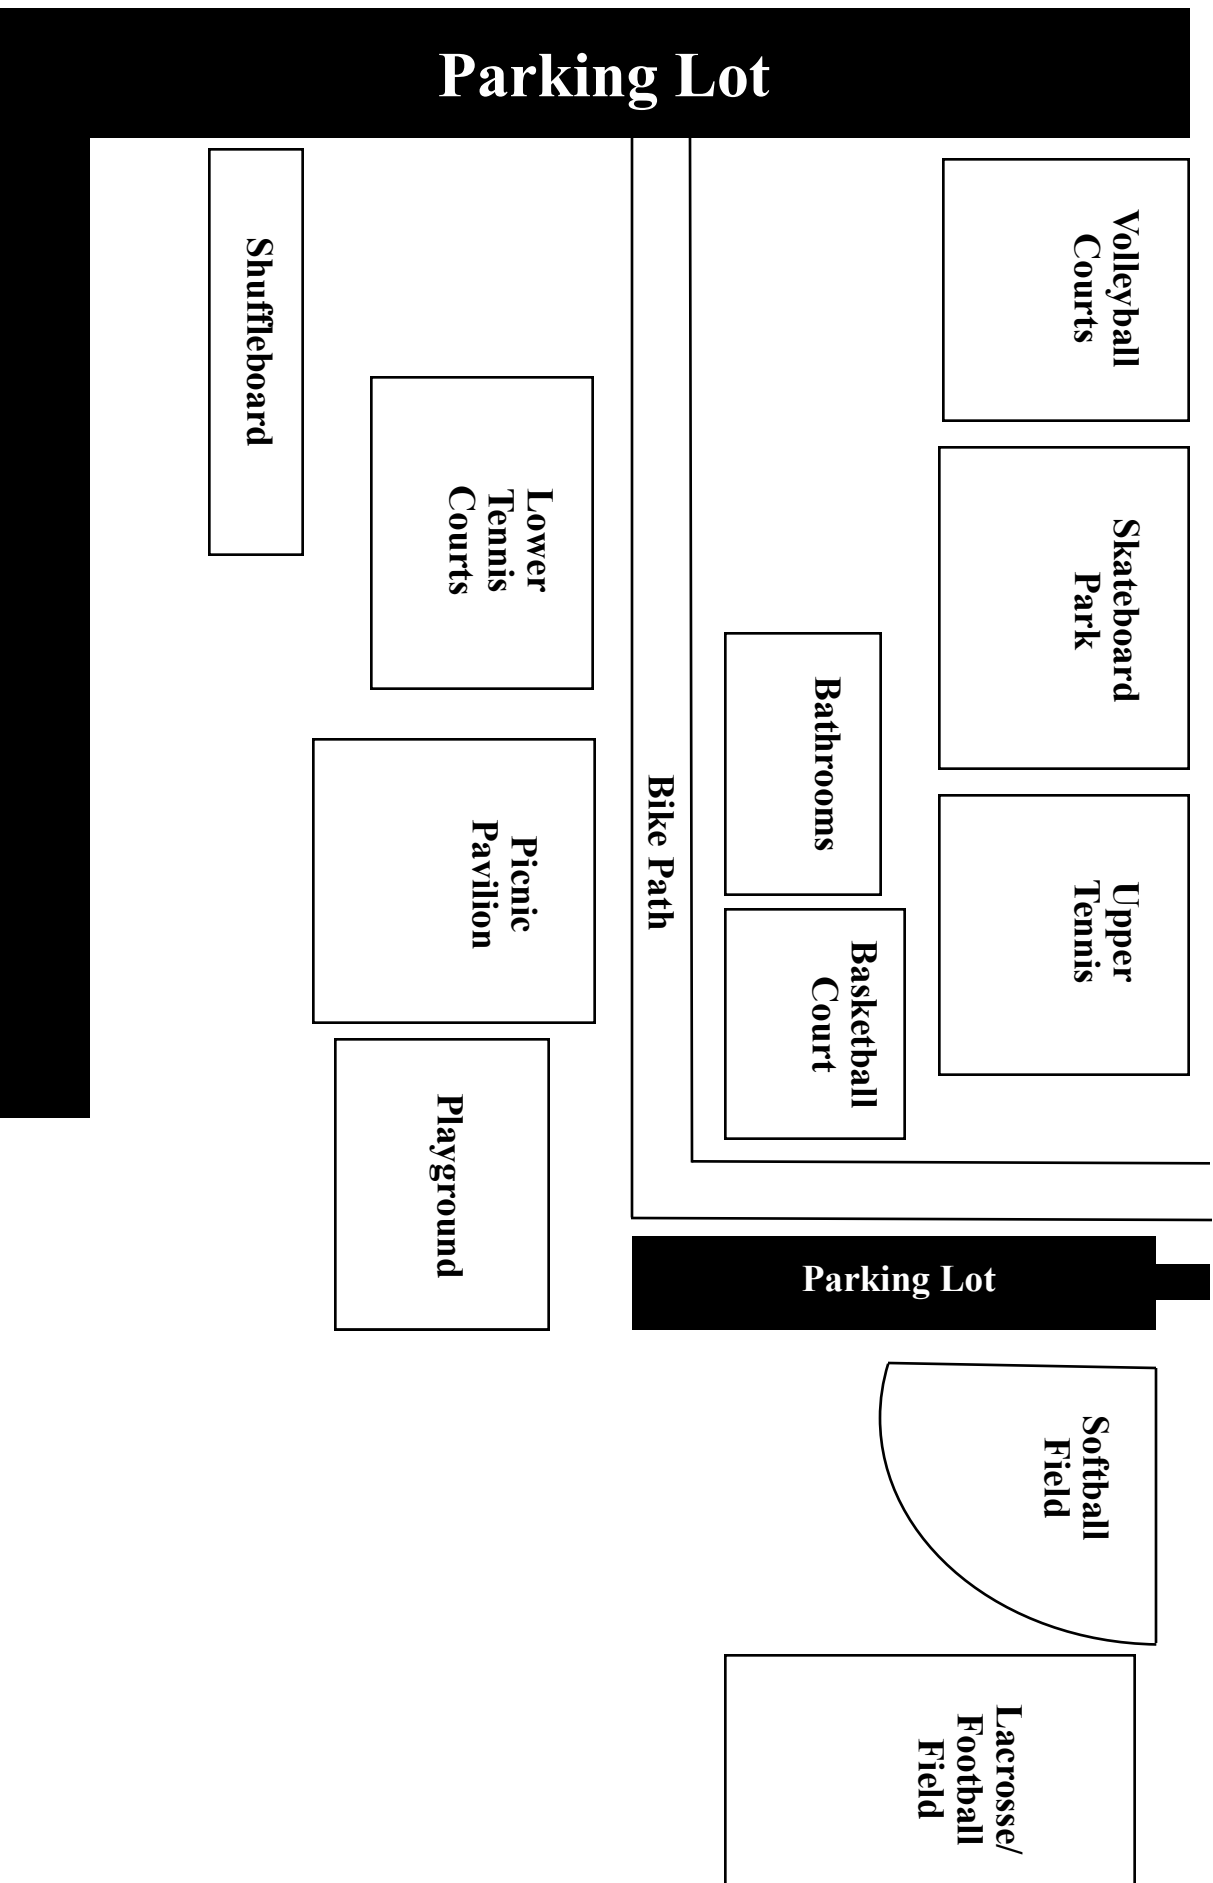 Parking Lot
Shuffleboard
Lower
Tennis
Courts
Picnic
Pavilion
Playground
Bike Path
Volleyball
Courts
Skateboard
Park
Bathrooms
Upper
Tennis
Basketball
Court
Parking Lot
Softball
Field
Lacrosse/
Football
Field